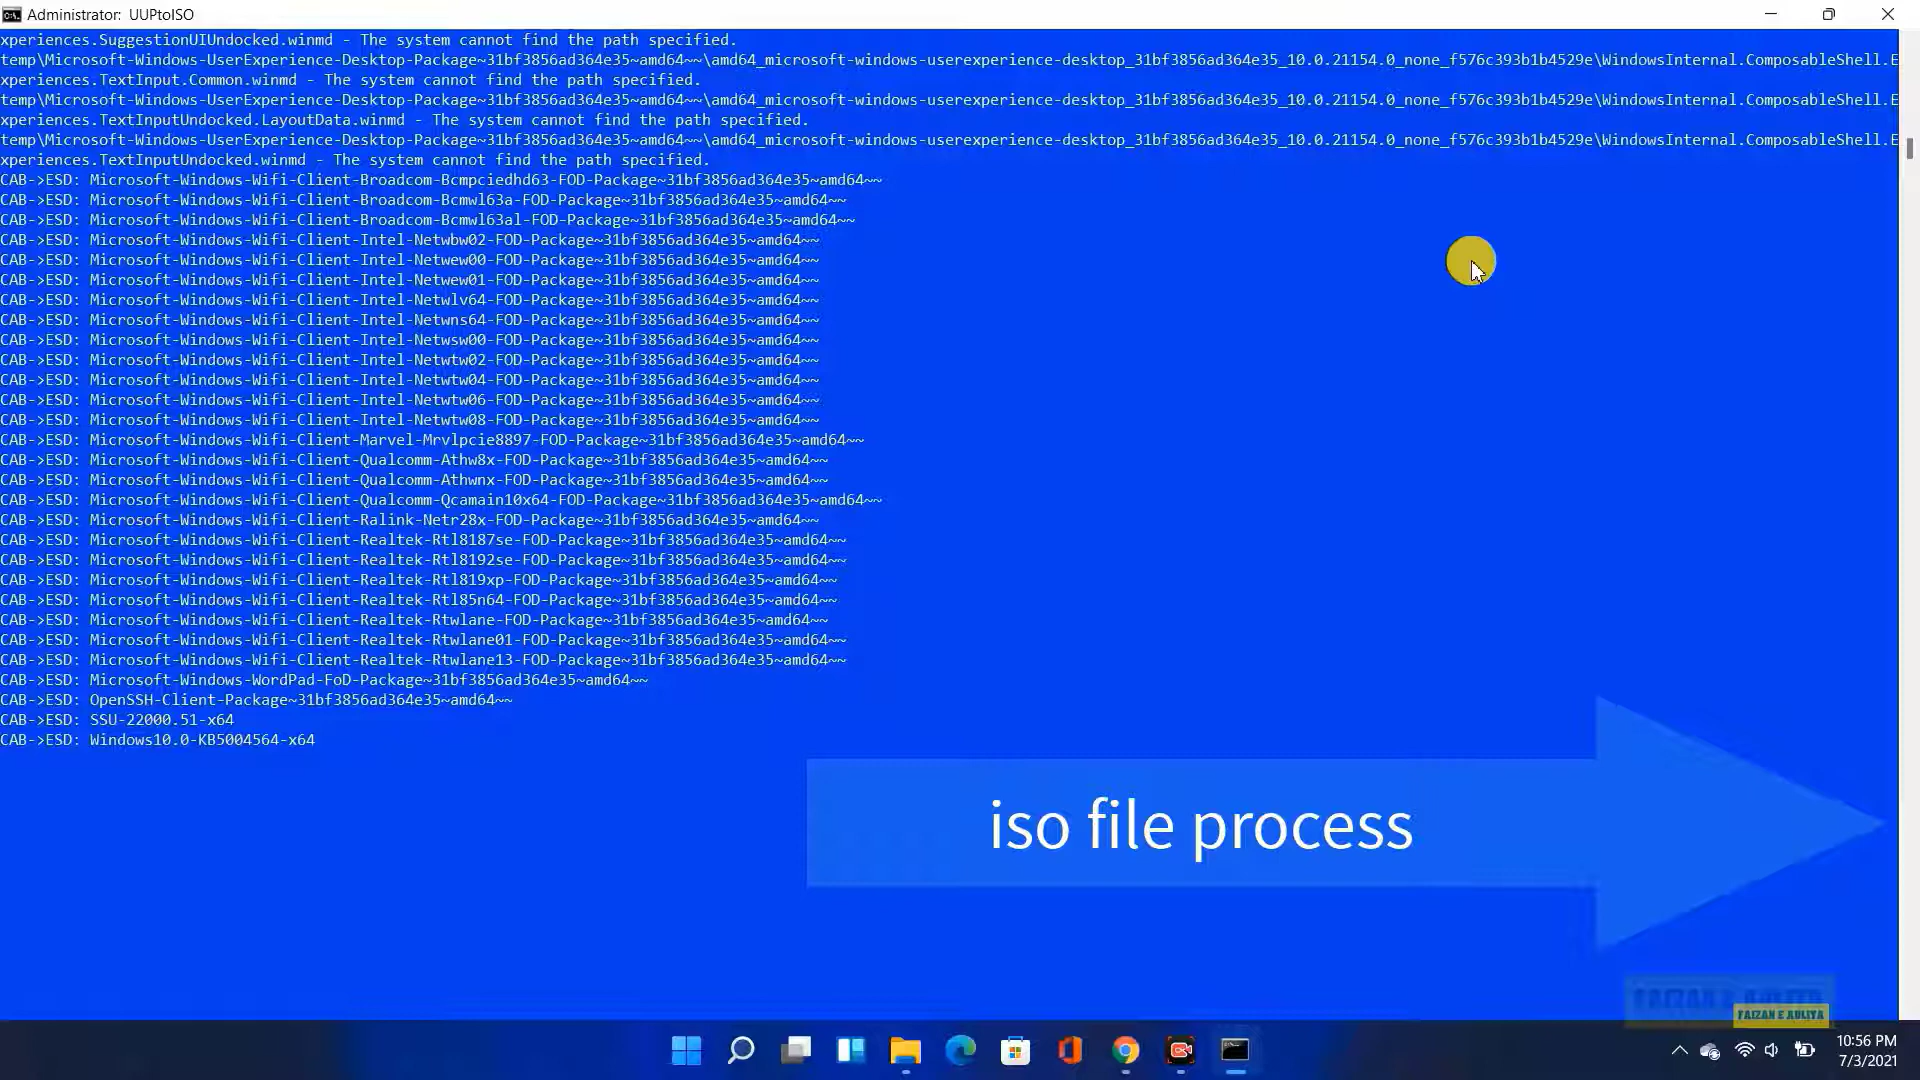 Administrator: UUPtoISO
xperiences.SuggestionUIUndocked.winmd - The system cannot find the path specified.
temp\Microsoft-Windows-UserExperience-Desktop-Package~31bf3856ad364e35~amd64~~\amd64_microsoft-windows-userexperience-desktop_31bf3856ad364e35_10.0.21154.0_none_f576c393b1b4529e\WindowsInternal.ComposableShell.E
xperiences.TextInput.Common.winmd - The system cannot find the path specified.
temp\Microsoft-Windows-UserExperience-Desktop-Package~31bf3856ad364e35~amd64~~\amd64_microsoft-windows-userexperience-desktop_31bf3856ad364e35_10.0.21154.0_none_f576c393b1b4529e\WindowsInternal.ComposableShell.E
xperiences.TextInputUndocked.LayoutData.winmd - The system cannot find the path specified.
temp\Microsoft-Windows-UserExperience-Desktop-Package~31bf3856ad364e35~amd64~~\amd64_microsoft-windows-userexperience-desktop_31bf3856ad364e35_10.0.21154.0_none_f576c393b1b4529e\WindowsInternal.ComposableShell.E
xperiences.TextInputUndocked.winmd - The system cannot find the path specified.
CAB->ESD: Microsoft-Windows-Wifi-Client-Broadcom-Bcmpciedhd63-FOD-Package~31bf3856ad364e35~amd64~~
CAB->ESD: Microsoft-Windows-Wifi-Client-Broadcom-Bcmwl63a-FOD-Package~31bf3856ad364e35~amd64~~
CAB->ESD: Microsoft-Windows-Wifi-Client-Broadcom-Bcmwl63al-FOD-Package~31bf3856ad364e35~amd64~~
CAB->ESD: Microsoft-Windows-Wifi-Client-Intel-Netwbw02-FOD-Package~31bf3856ad364e35~amd64~~
CAB->ESD: Microsoft-Windows-Wifi-Client-Intel-Netwew00-FOD-Package~31bf3856ad364e35~amd64~~
CAB->ESD: Microsoft-Windows-Wifi-Client-Intel-Netwew01-FOD-Package~31bf3856ad364e35~amd64~~
CAB->ESD: Microsoft-Windows-Wifi-Client-Intel-Netwlv64-FOD-Package~31bf3856ad364e35~amd64~~
CAB->ESD: Microsoft-Windows-Wifi-Client-Intel-Netwns64-FOD-Package~31bf3856ad364e35~amd64~~
CAB->ESD: Microsoft-Windows-Wifi-Client-Intel-Netwsw00-FOD-Package~31bf3856ad364e35~amd64~~
CAB->ESD: Microsoft-Windows-Wifi-Client-Intel-Netwtw02-FOD-Package~31bf3856ad364e35~amd64~~
CAB->ESD: Microsoft-Windows-Wifi-Client-Intel-Netwtw04-FOD-Package~31bf3856ad364e35~amd64~~
CAB->ESD: Microsoft-Windows-Wifi-Client-Intel-Netwtw06-FOD-Package~31bf3856ad364e35~amd64~~
CAB->ESD: Microsoft-Windows-Wifi-Client-Intel-Netwtw08-FOD-Package~31bf3856ad364e35~amd64~~
CAB->ESD: Microsoft-Windows-Wifi-Client-Marvel-Mrvlpcie8897-FOD-Package~31bf3856ad364e35~amd64~~
CAB->ESD: Microsoft-Windows-Wifi-Client-Qualcomm-Athw8x-FOD-Package~31bf3856ad364e35~amd64~~
CAB->ESD: Microsoft-Windows-Wifi-Client-Qualcomm-Athwnx-FOD-Package~31bf3856ad364e35~amd64~~
CAB->ESD: Microsoft-Windows-Wifi-Client-Qualcomm-Qcamain10x64-FOD-Package~31bf3856ad364e35~amd64~~
CAB->ESD: Microsoft-Windows-Wifi-Client-Ralink-Netr28x-FOD-Package~31bf3856ad364e35~amd64~~
CAB->ESD: Microsoft-Windows-Wifi-Client-Realtek-Rtl8187se-FOD-Package~31bf3856ad364e35~amd64~~
CAB->ESD: Microsoft-Windows-Wifi-Client-Realtek-Rtl8192se-FOD-Package~31bf3856ad364e35~amd64~~
CAB->ESD: Microsoft-Windows-Wifi-Client-Realtek-Rtl819xp-FOD-Package~31bf3856ad364e35~amd64~~
CAB->ESD: Microsoft-Windows-Wifi-Client-Realtek-Rtl85n64-FOD-Package~31bf3856ad364e35~amd64~~
CAB->ESD: Microsoft-Windows-Wifi-Client-Realtek-Rtwlane-FOD-Package~31bf3856ad364e35~amd64~~
CAB->ESD: Microsoft-Windows-Wifi-Client-Realtek-Rtwlane01-FOD-Package~31bf3856ad364e35~amd64~~
CAB->ESD: Microsoft-Windows-Wifi-Client-Realtek-Rtwlane13-FOD-Package~31bf3856ad364e35~amd64~~
CAB->ESD: Microsoft-Windows-WordPad-FoD-Package~31bf3856ad364e35~amd64~~
CAB->ESD: OpenSSH-Client-Package~31bf3856ad364e35~amd64~~
CAB->ESD: SSU-22000.51-x64
CAB->ESD: Windows10.0-KB5004564-x64
iso file process
FAIZAN E AULIYA
FAIZAN E AULIYA
10:56 PM
7/3/2021